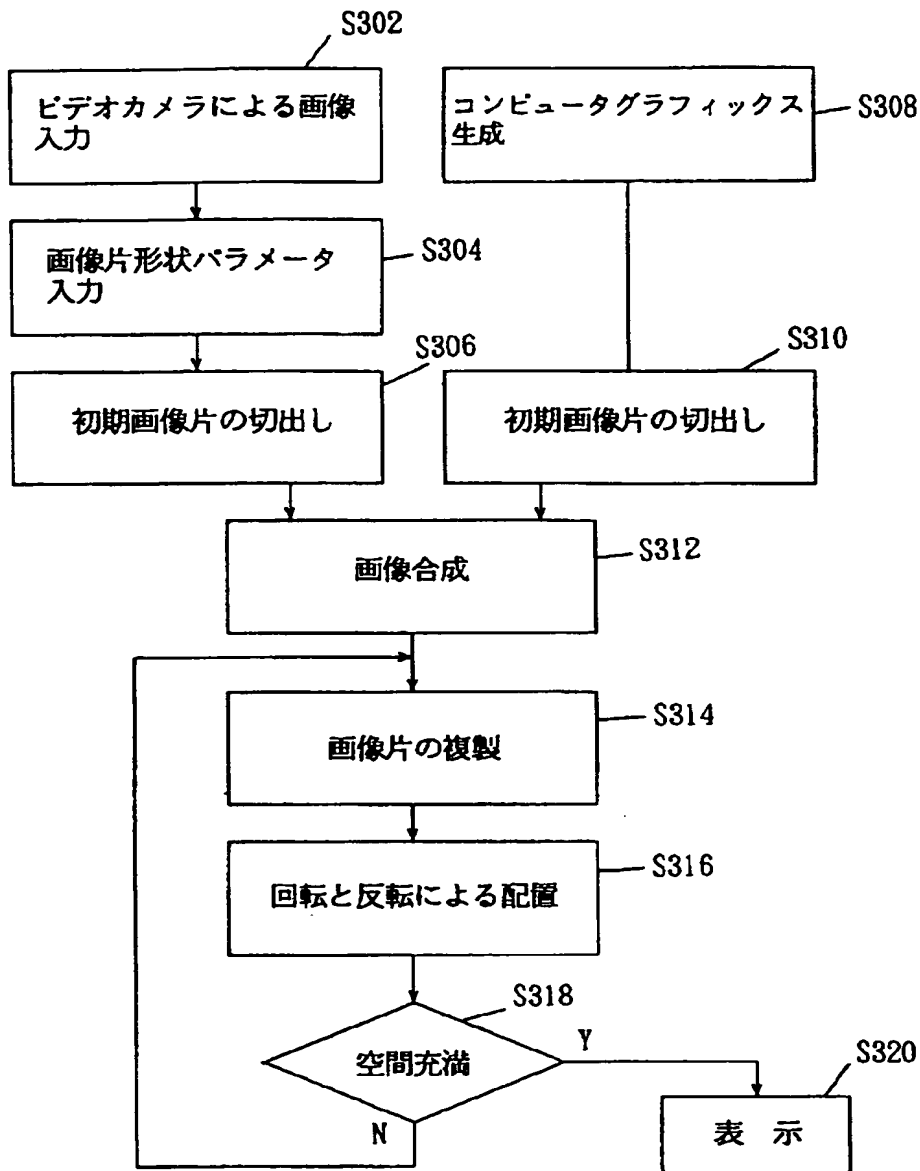 S302
ビデオカメラによる画像
入力
コンピュータグラフィックス
生成
S308
画像片形状パラメータ
入力
S304
S306
初期画像片の切出し
S310
初期画像片の切出し
画像合成
S312
画像片の複製
S314
回転と反転による配置
S316
空間充満
S318
Y
N
S320
表 示